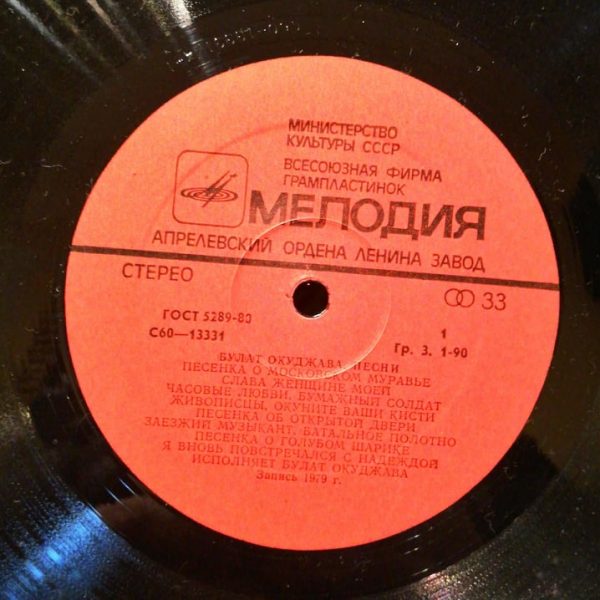 МИНИСТЕРСТВО
КУЛЬТУРЫ СССР
ВСЕСОЮЗНАЯ ФИРМА
ГРАМПЛАСТИНОК
МЕЛОДИЯ
АПРЕЛЕВСКИЙ ОРДЕНА ЛЕНИНА ЗАВОД
СТЕРЕО
33
ГОСТ 5289-80
1
С60—13331
Гр. 3. 1-90
БУЛАТ ОКУДЖАВА. ПЕСНИ
ПЕСЕНКА О МОСКОВСКОМ МУРАВЬЕ
СЛАВА ЖЕНЩИНЕ МОЕЙ
ЧАСОВЫЕ ЛЮБВИ, БУМАЖНЫЙ СОЛДАТ
ЖИВОПИСЦЫ, ОКУНИТЕ ВАШИ КИСТИ
ПЕСЕНКА ОБ ОТКРЫТОЙ ДВЕРИ
ЗАЕЗЖИЙ МУЗЫКАНТ, БАТАЛЬНОЕ ПОЛОТНО
ПЕСЕНКА О ГОЛУБОМ ШАРИКЕ
Я ВНОВЬ ПОВСТРЕЧАЛСЯ С НАДЕЖДОЙ
ИСПОЛНЯЕТ БУЛАТ ОКУДЖАВА
Запись 1979 г.